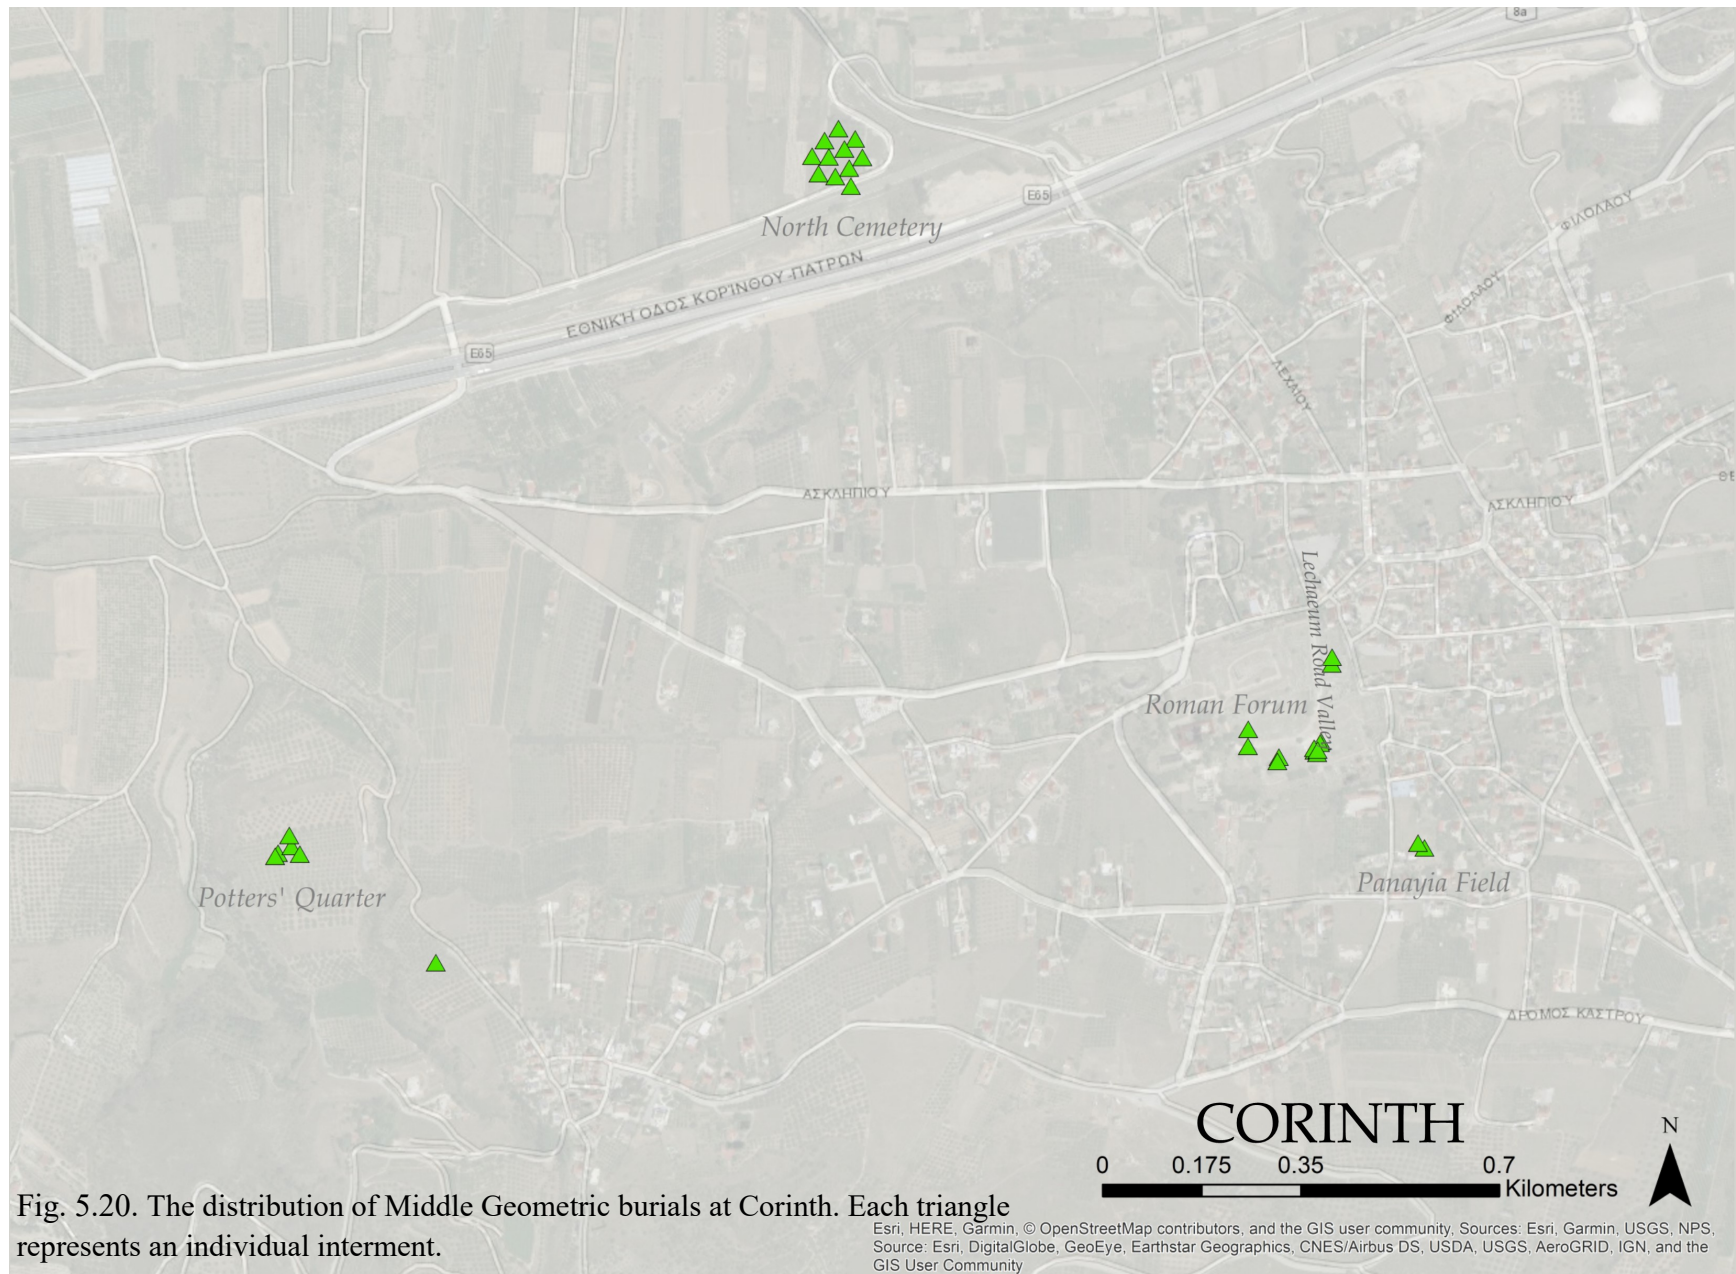 8a
ΦΙΛΟΛΑΟΥ
E65
North Cemetery
ΕΘΝΙΚΉ ΟΔΟΣ ΚΟΡΊΝΘΟΥ-ΠΑΤΡΏΝ
ΦΙΛΟΛΑΟΥ
E65
ΛΕΧΑΙΟΥ
ΑΣΚΛΗΠΙΟΥ
ΑΣΚΛΗΠΙΟΥ
Lechaeum Road Valley
Roman Forum
Panayia Field
Potters' Quarter
ΔΡΟΜΟΣ ΚΑΣΤΡΟΥ
CORINTH
N
0 0.175 0.35 0.7
Kilometers
Fig. 5.20. The distribution of Middle Geometric burials at Corinth. Each triangle
represents an individual interment.
Esri, HERE, Garmin, © OpenStreetMap contributors, and the GIS user community, Sources: Esri, Garmin, USGS, NPS,
Source: Esri, DigitalGlobe, GeoEye, Earthstar Geographics, CNES/Airbus DS, USDA, USGS, AeroGRID, IGN, and the
GIS User Community